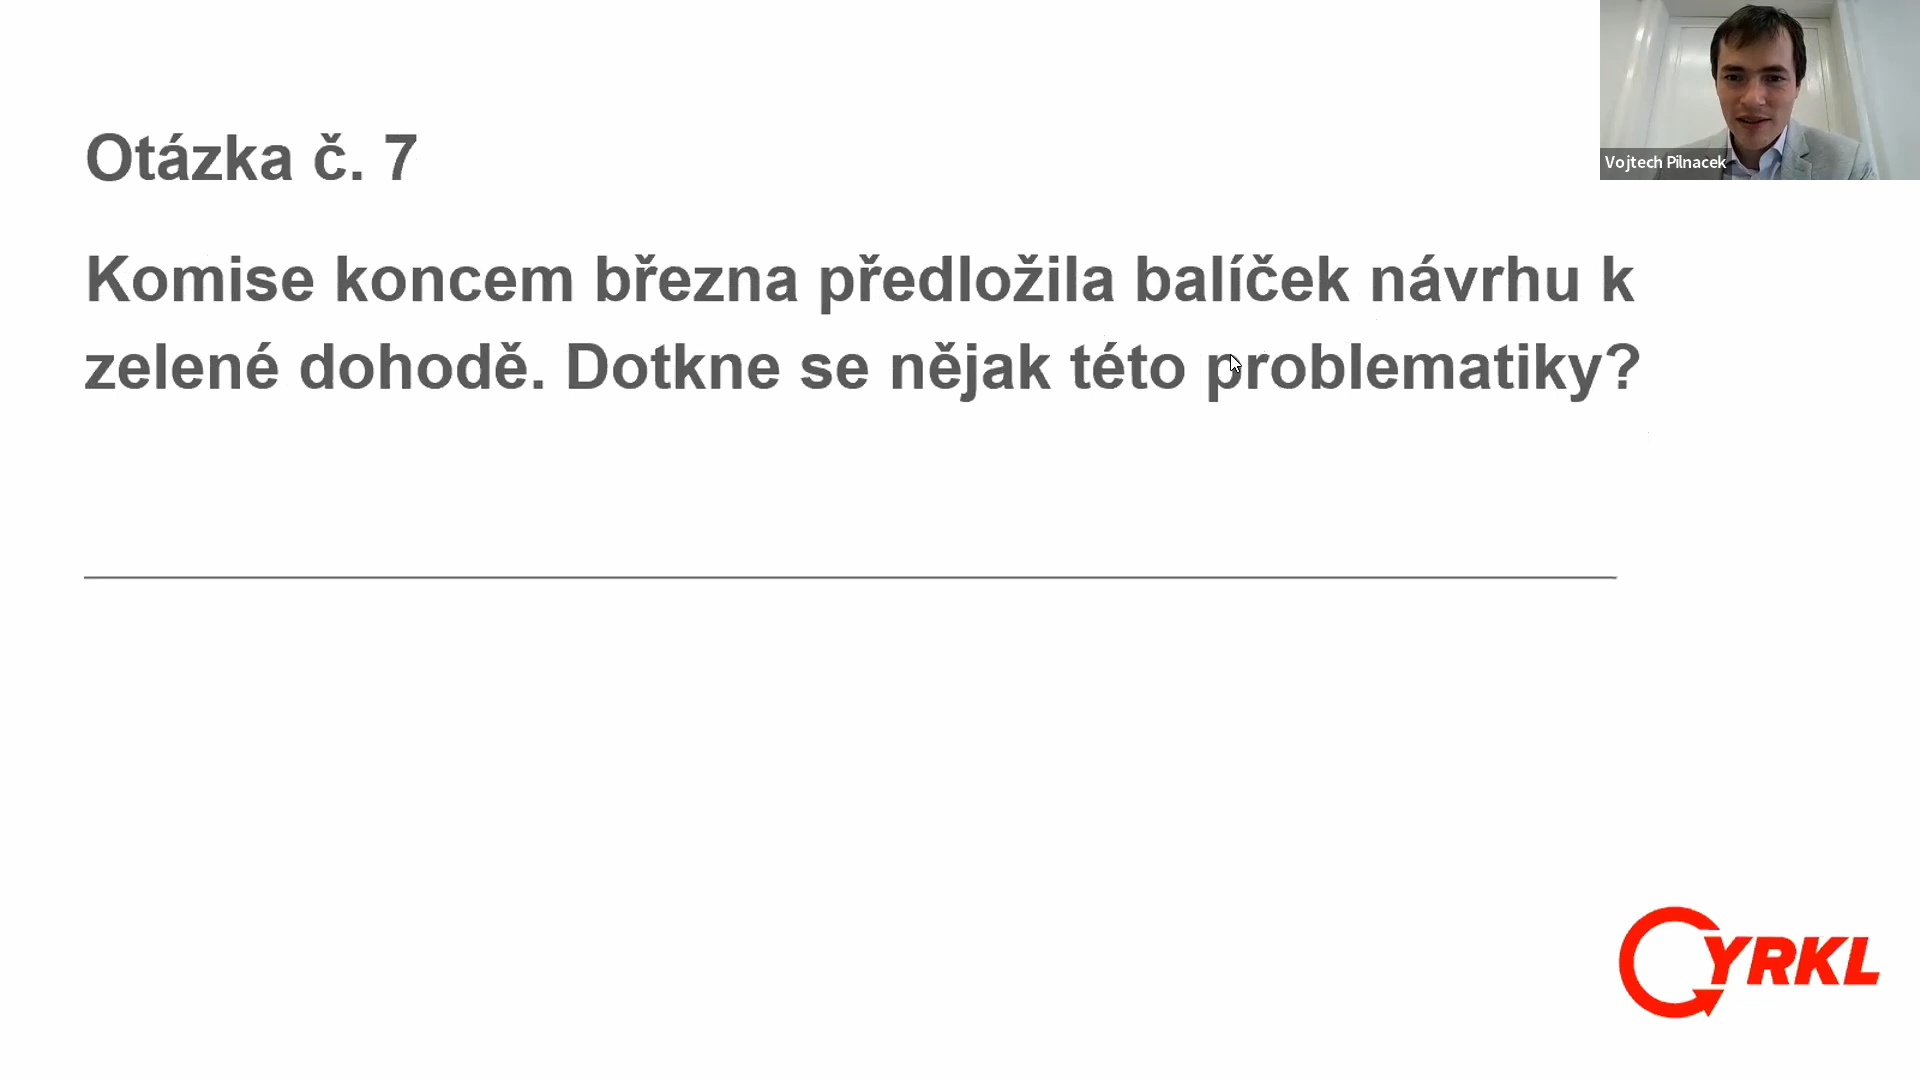 Otázka č. 7
Komise koncem března předložila balíček návrhu k
zelené dohodě. Dotkne se nějak této problematiky?
Vojtech Pilnacek
CYRKL